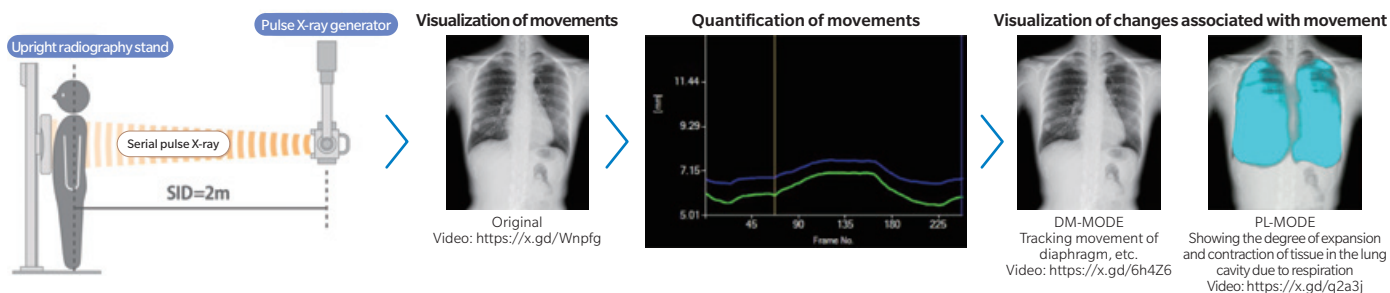 Upright radiography stand
Pulse X-ray generator
Serial pulse X-ray
SID=2m
Visualization of movements
Original
Video: https://x.gd/Wnpfg
Quantification of movements
[mm]
11.44
9.29
7.15
5.01
45
90
135
180
225
Frame No.
Visualization of changes associated with movement
DM-MODE
Tracking movement of
diaphragm, etc.
Video: https://x.gd/6h4Z6
PL-MODE
Showing the degree of expansion
and contraction of tissue in the lung
cavity due to respiration
Video: https://x.gd/q2a3j